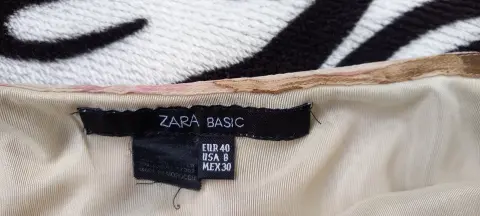 ZARA BASIC
EUR 40
USA 8
MEX 30